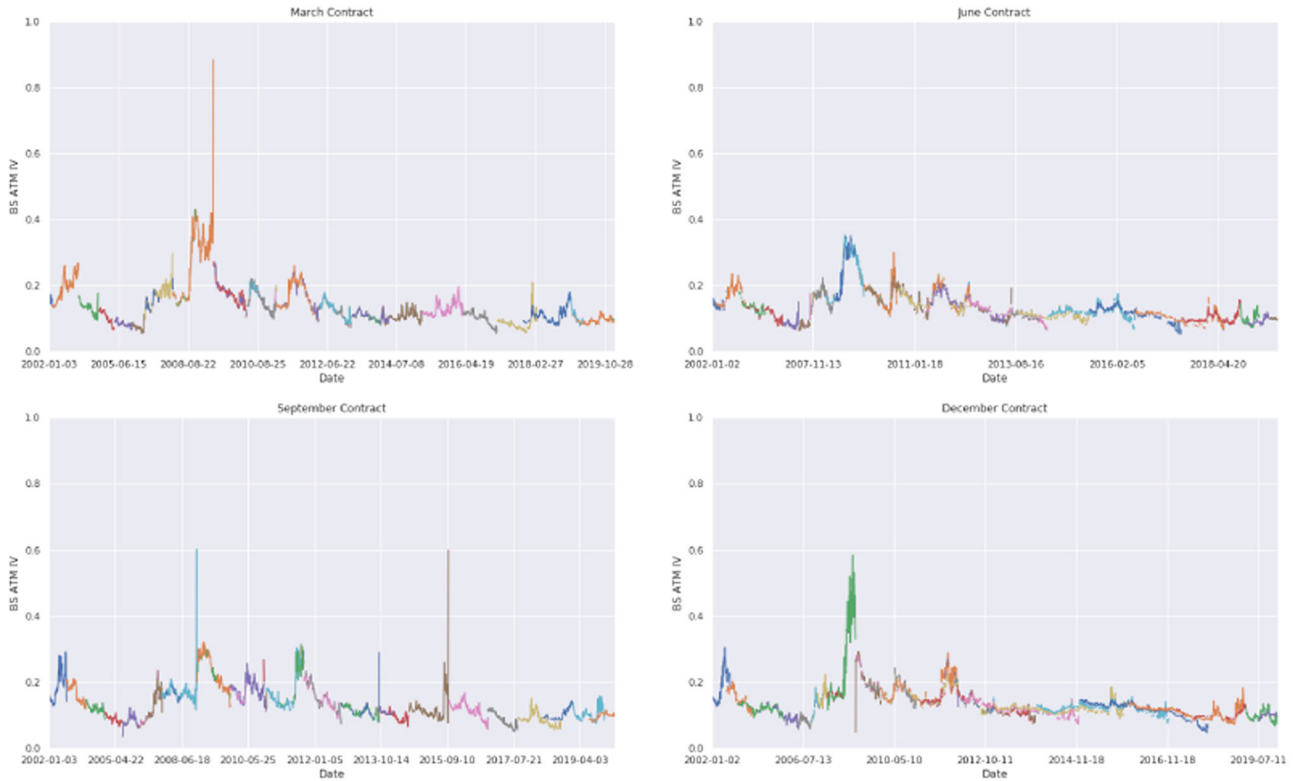 March Contract
1.0
0.8
0.6
0.4
0.2
0.0
BS ATM IV
2002-01-03 2005-06-15 2008-08-22 2010-05-25 2012-06-22 2014-07-08 2016-04-19 2018-02-27 2019-10-28
Date
June Contract
1.0
0.8
0.6
0.4
0.2
0.0
BS ATM IV
2002-01-02 2007-11-13 2011-01-18 2013-08-16 2016-02-05 2018-04-20
Date
September Contract
1.0
0.8
0.6
0.4
0.2
0.0
BS ATM IV
2002-01-03 2005-04-22 2008-06-18 2010-05-25 2012-01-05 2013-10-14 2015-09-10 2017-07-21 2019-04-03
Date
December Contract
1.0
0.8
0.6
0.4
0.2
0.0
BS ATM IV
2002-01-02 2006-07-13 2010-05-10 2012-10-11 2014-11-18 2016-11-18 2019-07-11
Date